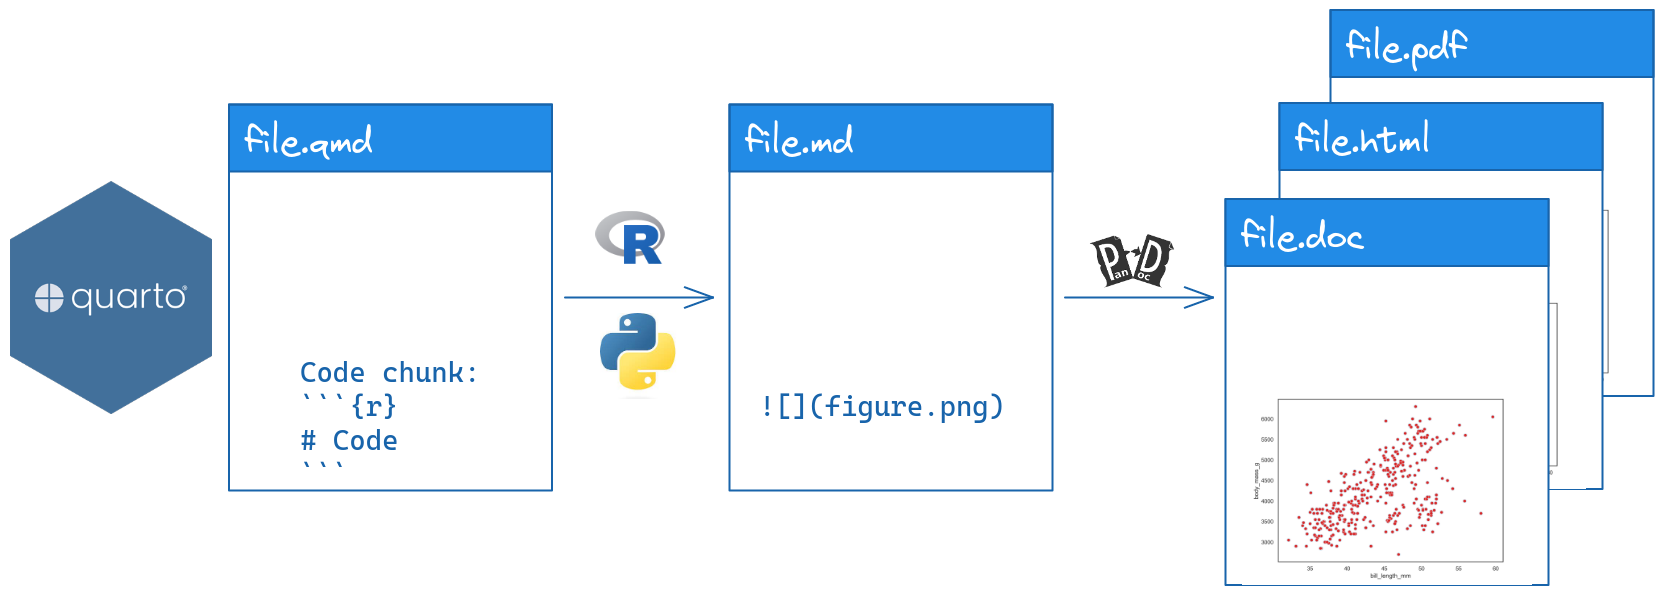 quarto®
file.qmd
Code chunk:
```{r}
# Code
```
R
file.md
![](figure.png)
Pan Doc
file.pdf
file.html
file.doc
body_mass_g
6000
5500
5000
4500
4000
3500
3000
35 40 45 50 55 60
bill_length_mm